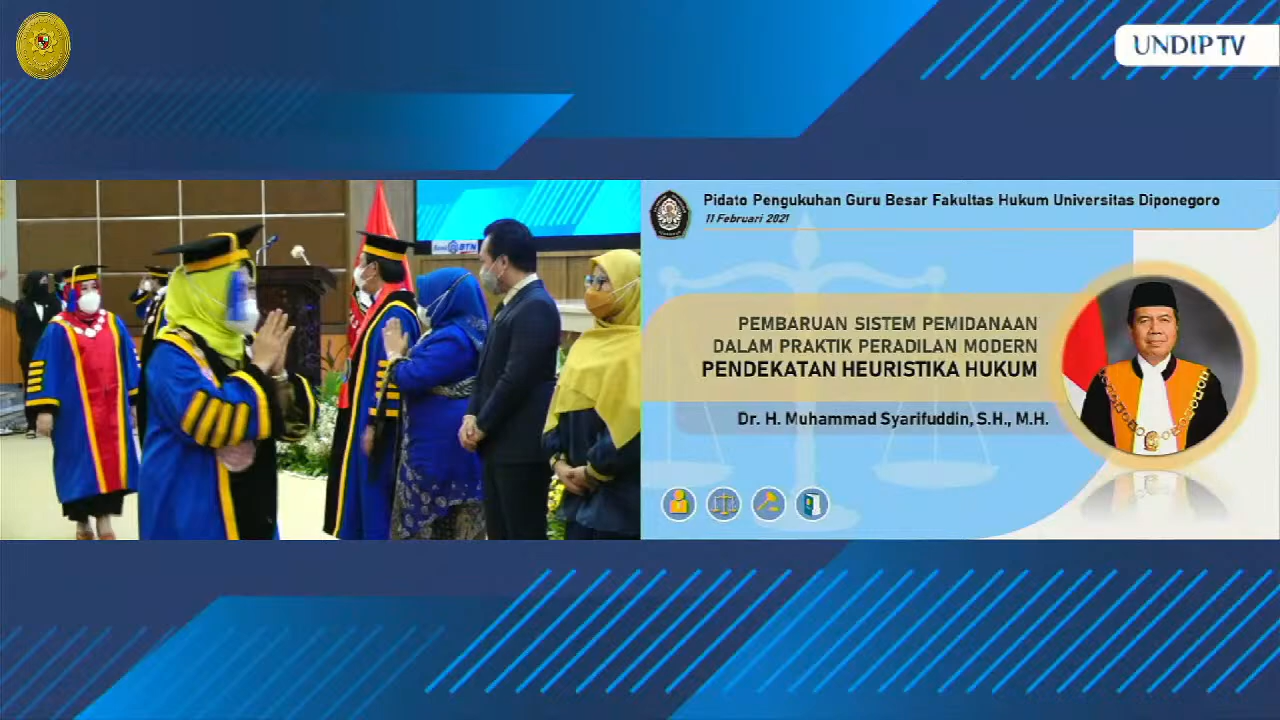 UNDIP TV
Pidato Pengukuhan Guru Besar Fakultas Hukum Universitas Diponegoro
11 Februari 2021
BTN
PEMBARUAN SISTEM PEMIDANAAN
DALAM PRAKTIK PERADILAN MODERN
PENDEKATAN HEURISTIKA HUKUM
Dr. H. Muhammad Syarifuddin, S.H., M.H.